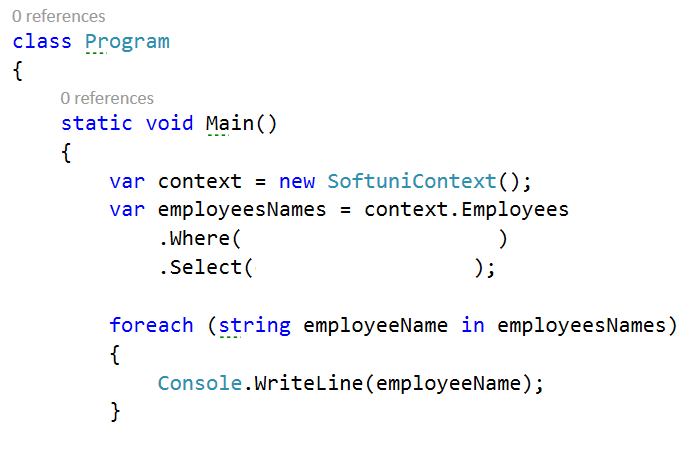 0 references
class Program
{
0 references
static void Main()
{
var context = new SoftuniContext();
var employeesNames = context.Employees
.Where(                     )
.Select(                  );
foreach (string employeeName in employeesNames)
{
Console.WriteLine(employeeName);
}